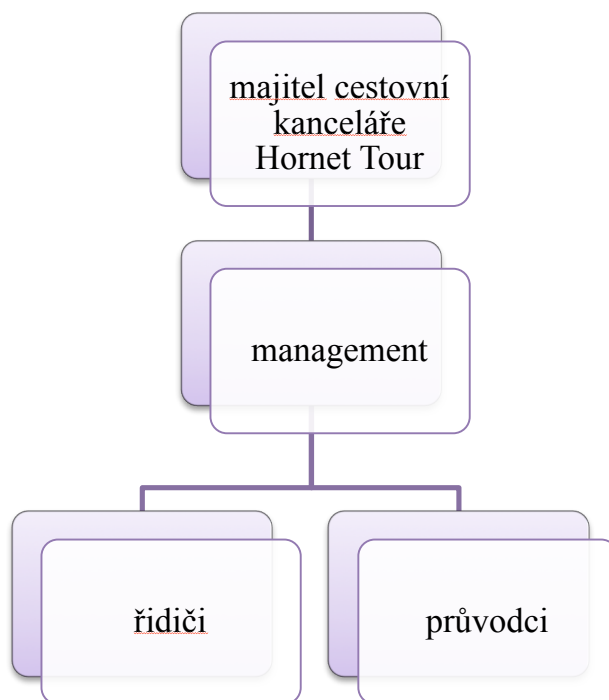 majitel cestovní
kanceláře
Hornet Tour
management
řidiči
průvodci